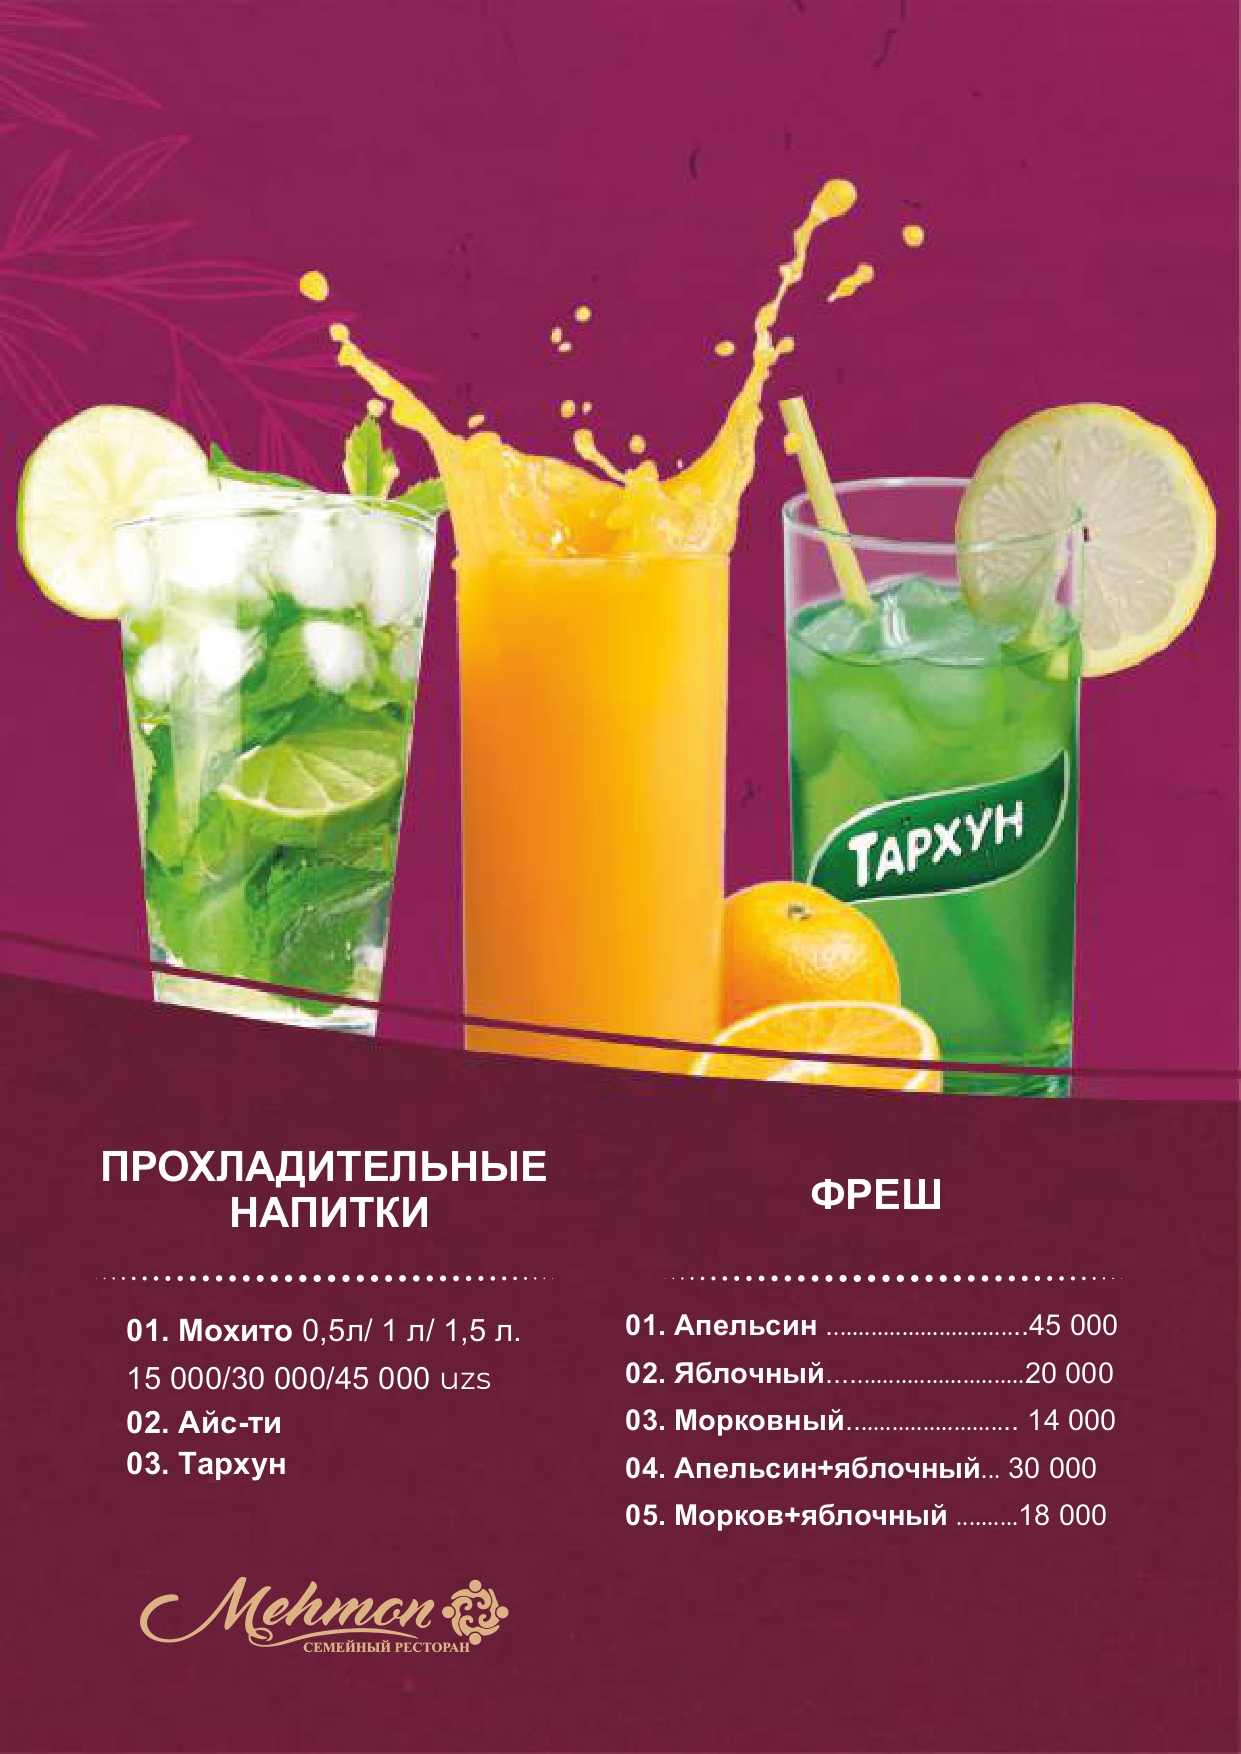 ТАРХУН
ПРОХЛАДИТЕЛЬНЫЕ
НАПИТКИ
01. Мохито 0,5л/ 1 л/ 1,5 л.
15 000/30 000/45 000 uzs
02. Айс-ти
03. Тархун
ФРЕШ
01. Апельсин ................................45 000
02. Яблочный................................20 000
03. Морковный........................... 14 000
04. Апельсин+яблочный... 30 000
05. Морков+яблочный ..........18 000
Mehmon
СЕМЕЙНЫЙ РЕСТОРАН